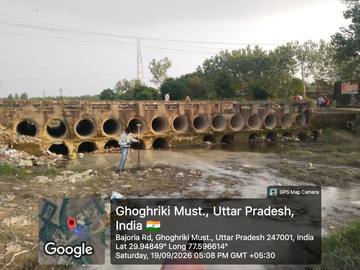 GPS Map Camera
Ghoghriki Must., Uttar Pradesh,
India 🇮🇳
Bajoria Rd, Ghoghriki Must., Uttar Pradesh 247001, India
Lat 29.94849° Long 77.596614°
Saturday, 19/09/2026 05:08 PM GMT +05:30
Google